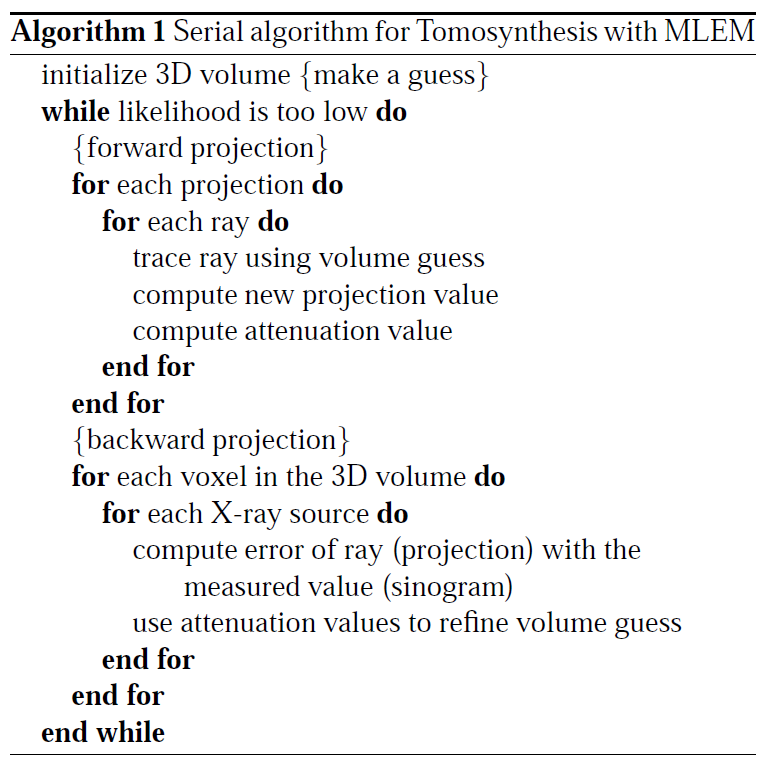 Algorithm 1 Serial algorithm for Tomosynthesis with MLEM
initialize 3D volume {make a guess}
while likelihood is too low do
{forward projection}
for each projection do
for each ray do
trace ray using volume guess
compute new projection value
compute attenuation value
end for
end for
{backward projection}
for each voxel in the 3D volume do
for each X-ray source do
compute error of ray (projection) with the
measured value (sinogram)
use attenuation values to refine volume guess
end for
end for
end while